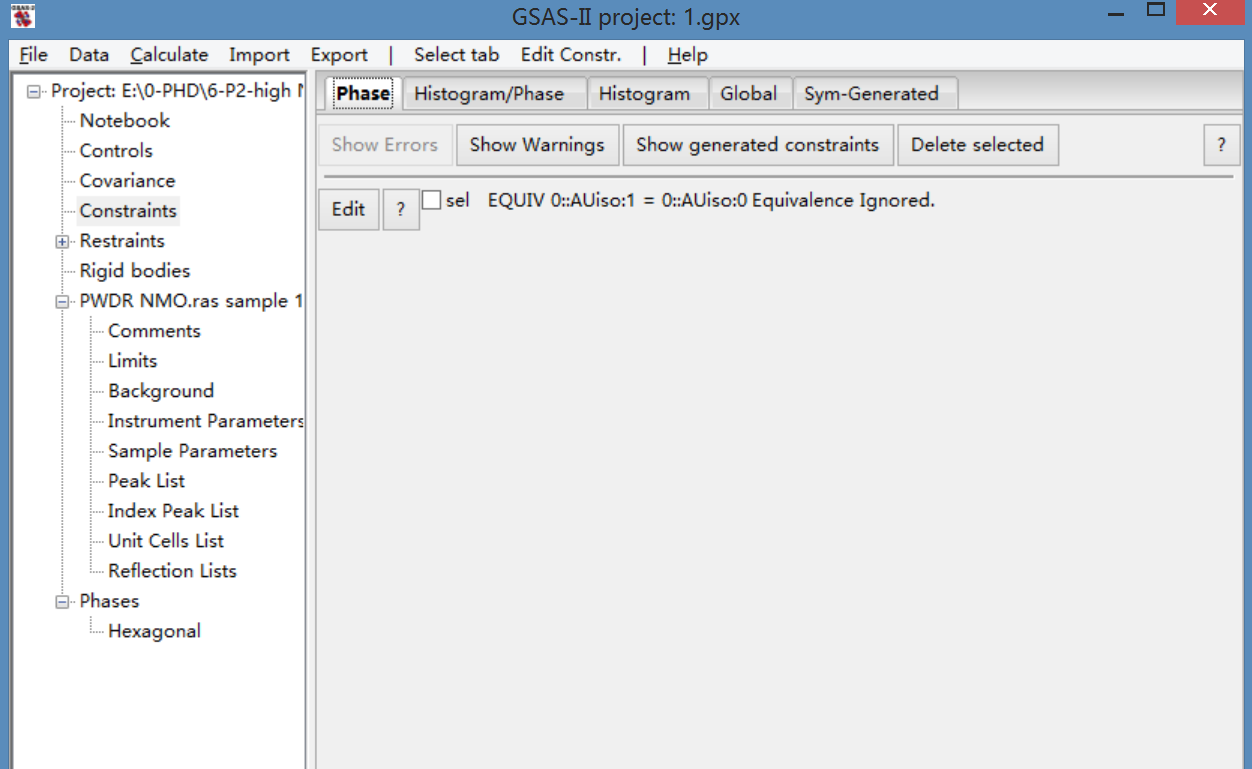 GSAS-II project: 1.gpx
File Data Calculate Import Export | Select tab Edit Constr. | Help
Project: E:\0-PHD\6-P2-high
Notebook
Controls
Covariance
Constraints
Restraints
Rigid bodies
PWDR NMO.ras sample 1
Comments
Limits
Background
Instrument Parameters
Sample Parameters
Peak List
Index Peak List
Unit Cells List
Reflection Lists
Phases
Hexagonal
Phase Histogram/Phase Histogram Global Sym-Generated
Show Errors Show Warnings Show generated constraints Delete selected ?
Edit ? sel EQUIV 0::AUiso:1 = 0::AUiso:0 Equivalence Ignored.